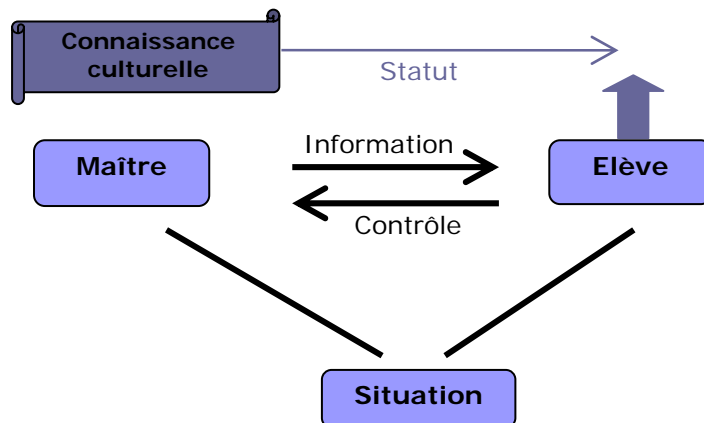 Connaissance
culturelle
Statut
Information
Maître
Elève
Contrôle
Situation